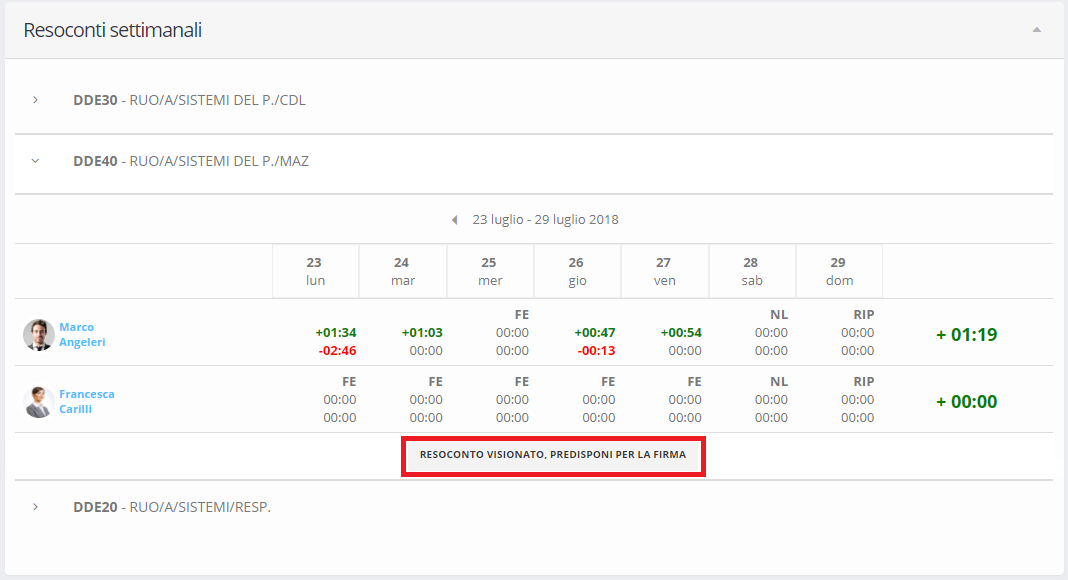 Resoconti settimanali
DDE30 - RUO/A/SISTEMI DEL P./CDL
DDE40 - RUO/A/SISTEMI DEL P./MAZ
23 luglio - 29 luglio 2018
23 24 25 26 27 28 29
lun mar mer gio ven sab dom
FE NL RIP
Marco +01:34 +01:03 00:00 +00:47 +00:54 00:00 00:00 + 01:19
Angeleri -02:46 00:00 00:00 -00:13 00:00 00:00 00:00
FE FE FE FE FE NL RIP
Francesca 00:00 00:00 00:00 00:00 00:00 00:00 00:00 + 00:00
Carilli 00:00 00:00 00:00 00:00 00:00 00:00 00:00
RESOCONTO VISIONATO, PREDISPONI PER LA FIRMA
DDE20 - RUO/A/SISTEMI/RESP.